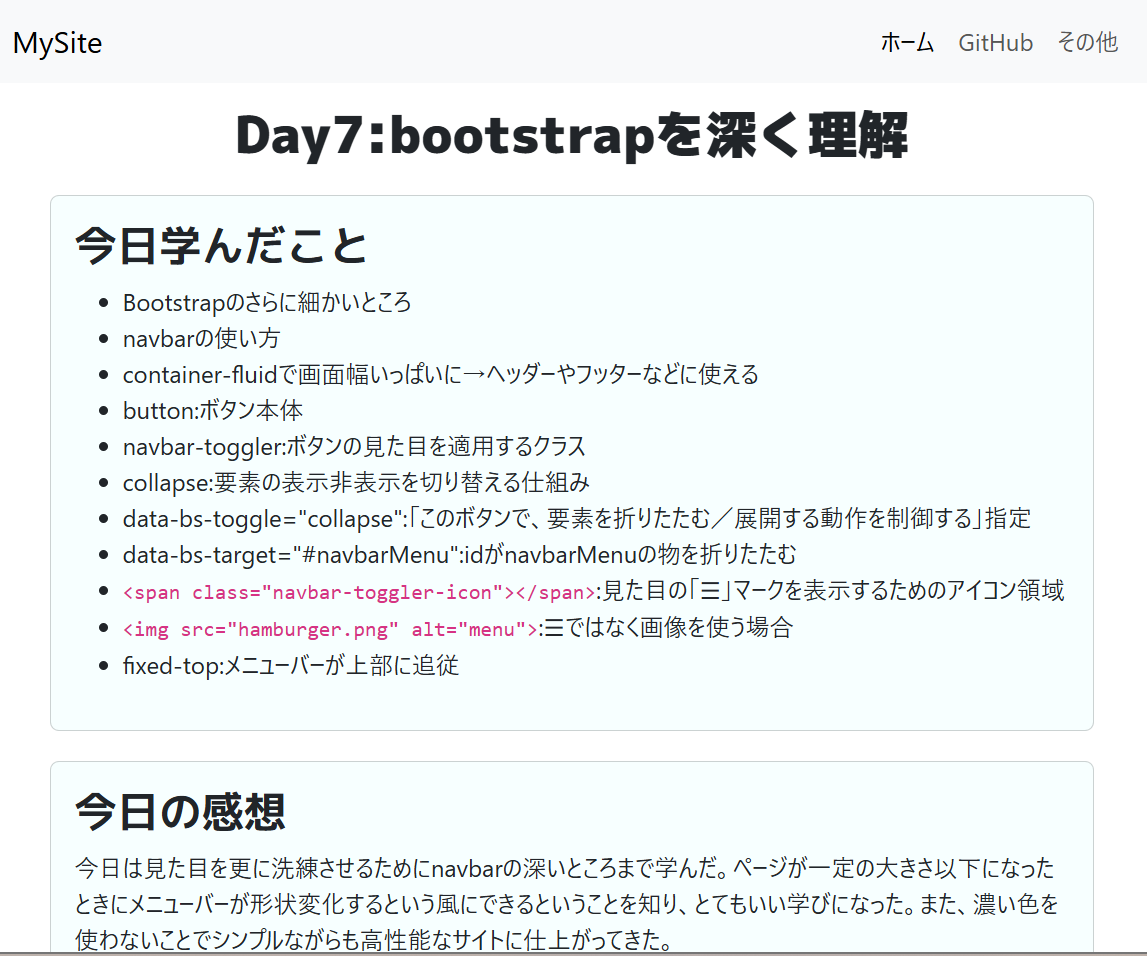 MySite
ホーム GitHub その他
Day7:bootstrapを深く理解
今日学んだこと
Bootstrapのさらに細かいところ
navbarの使い方
container-fluidで画面幅いっぱいに→ヘッダーやフッターなどに使える
button:ボタン本体
navbar-toggler:ボタンの見た目を適用するクラス
collapse:要素の表示非表示を切り替える仕組み
data-bs-toggle="collapse":「このボタンで、要素を折りたたむ／展開する動作を制御する」指定
data-bs-target="#navbarMenu":idがnavbarMenuの物を折りたたむ
<span class="navbar-toggler-icon"></span>:見た目の「☰」マークを表示するためのアイコン領域
<img src="hamburger.png" alt="menu">:☰ではなく画像を使う場合
fixed-top:メニューバーが上部に追従
今日の感想
今日は見た目を更に洗練させるためにnavbarの深いところまで学んだ。ページが一定の大きさ以下になった
ときにメニューバーが形状変化するという風にできるということを知り、とてもいい学びになった。また、濃い色を
使わないことでシンプルながらも高性能なサイトに仕上がってきた。